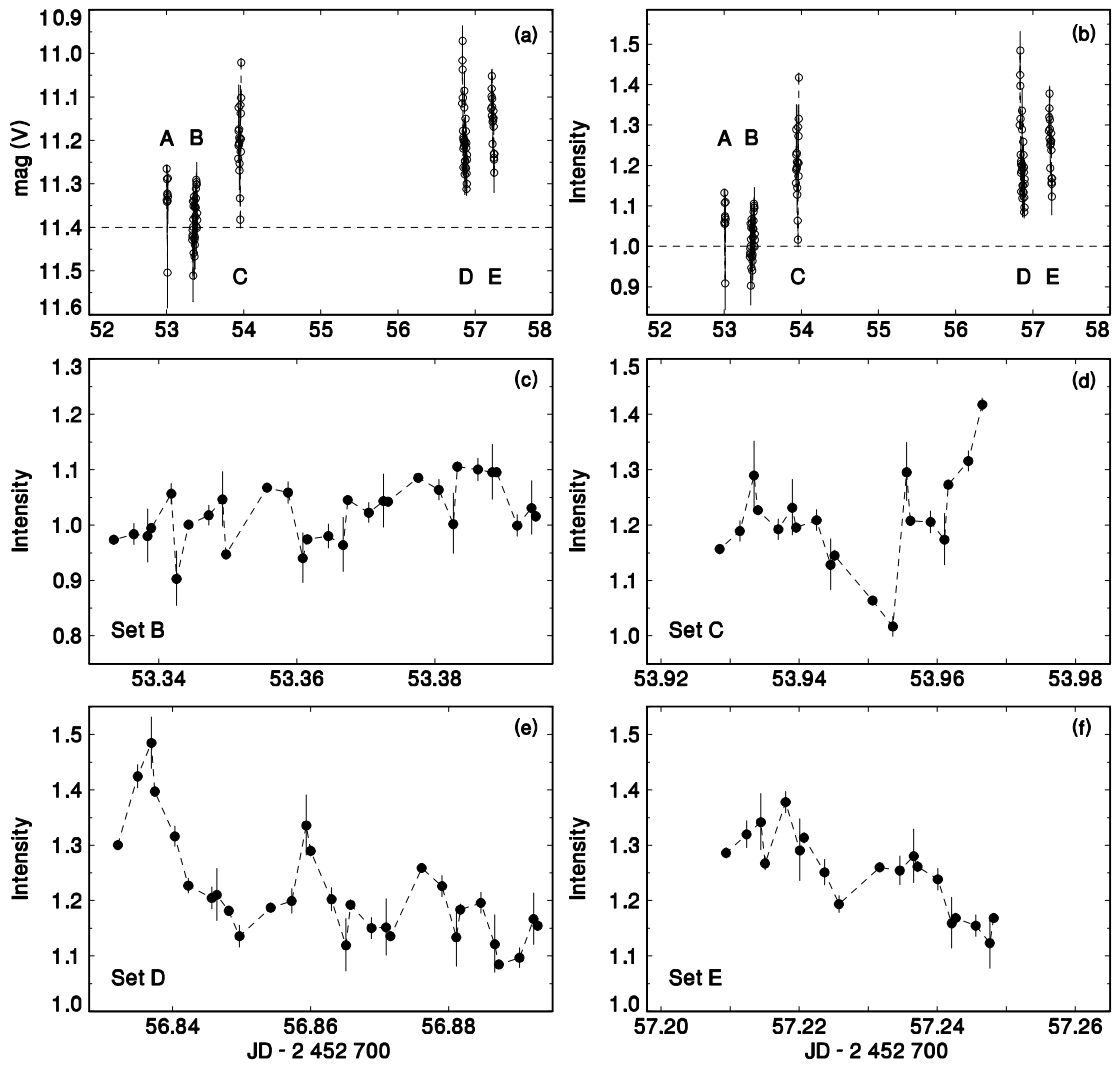 10.9
11.0
11.1
11.2
11.3
11.4
11.5
11.6
mag (V)
A
B
C
D
E
(a)
52 53 54 55 56 57 58
1.5
1.4
1.3
1.2
1.1
1.0
0.9
Intensity
A
B
C
D
E
(b)
52 53 54 55 56 57 58
1.3
1.2
1.1
1.0
0.9
0.8
Intensity
(c)
Set B
53.34 53.36 53.38
1.5
1.4
1.3
1.2
1.1
1.0
Intensity
(d)
Set C
53.92 53.94 53.96 53.98
1.5
1.4
1.3
1.2
1.1
1.0
Intensity
(e)
Set D
56.84 56.86 56.88
JD - 2 452 700
1.5
1.4
1.3
1.2
1.1
1.0
Intensity
(f)
Set E
57.20 57.22 57.24 57.26
JD - 2 452 700